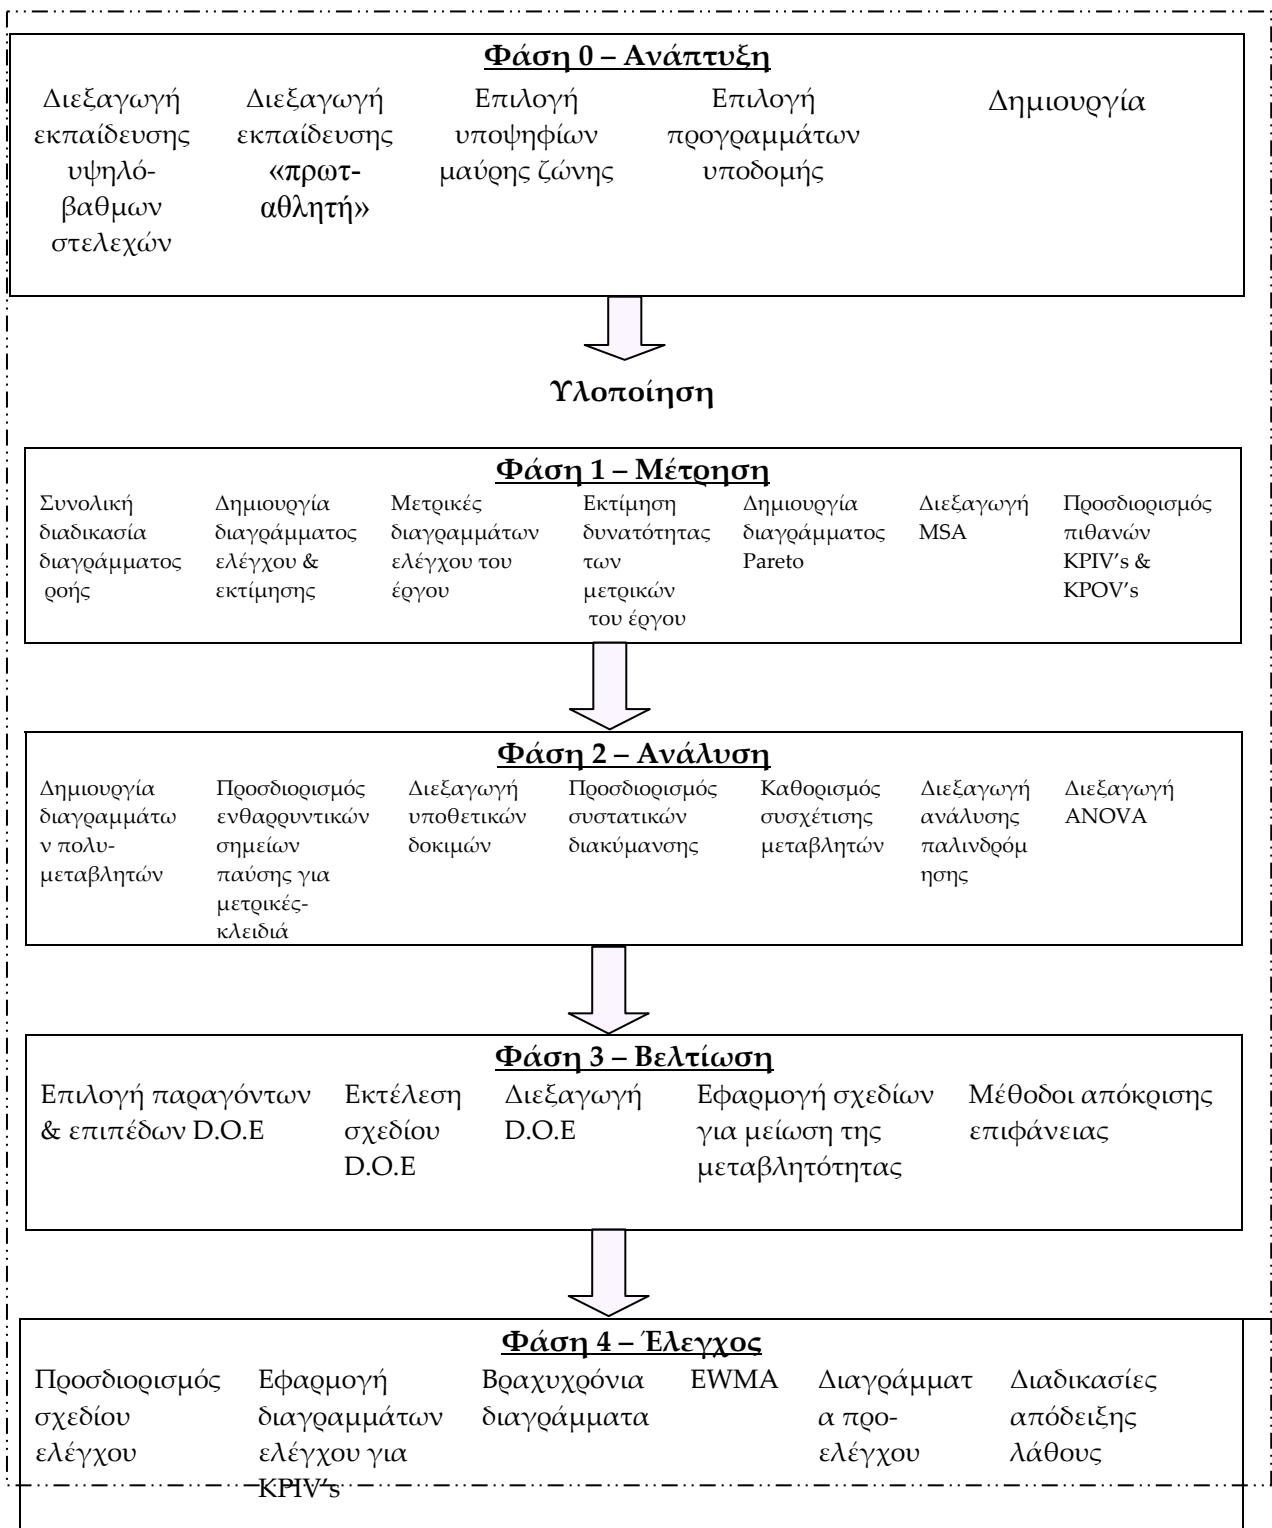 Φάση 0 – Ανάπτυξη
Διεξαγωγή
εκπαίδευσης
υψηλό-
βαθμων
στελεχών
Διεξαγωγή
εκπαίδευσης
«πρωτ-
αθλητή»
Επιλογή
υποψηφίων
μαύρης ζώνης
Επιλογή
προγραμμάτων
υποδομής
Δημιουργία
Υλοποίηση
Φάση 1 – Μέτρηση
Συνολική
διαδικασία
διαγράμματος
ροής
Δημιουργία
διαγράμματος
ελέγχου &
εκτίμησης
Μετρικές
διαγραμμάτων
ελέγχου του
έργου
Εκτίμηση
δυνατότητας
των
μετρικών
του έργου
Δημιουργία
διαγράμματος
Pareto
Διεξαγωγή
MSA
Προσδιορισμός
πιθανών
KPIV's &
KPOV's
Φάση 2 – Ανάλυση
Δημιουργία
διαγραμμάτω
ν πολυ-
μεταβλητών
Προσδιορισμός
ενθαρρυντικών
σημείων
παύσης για
μετρικές-
κλειδιά
Διεξαγωγή
υποθετικών
δοκιμών
Προσδιορισμός
συστατικών
διακύμανσης
Καθορισμός
συσχέτισης
μεταβλητών
Διεξαγωγή
ανάλυσης
παλινδρόμ
ησης
Διεξαγωγή
ANOVA
Φάση 3 – Βελτίωση
Επιλογή παραγόντων
& επιπέδων D.O.E
Εκτέλεση
σχεδίου
D.O.E
Διεξαγωγή
D.O.E
Εφαρμογή σχεδίων
για μείωση της
μεταβλητότητας
Μέθοδοι απόκρισης
επιφάνειας
Φάση 4 – Έλεγχος
Προσδιορισμός
σχεδίου
ελέγχου
Εφαρμογή
διαγραμμάτων
ελέγχου για
KPIV's
Βραχυχρόνια
διαγράμματα
EWMA
Διαγράμματ
α προ-
ελέγχου
Διαδικασίες
απόδειξης
λάθους